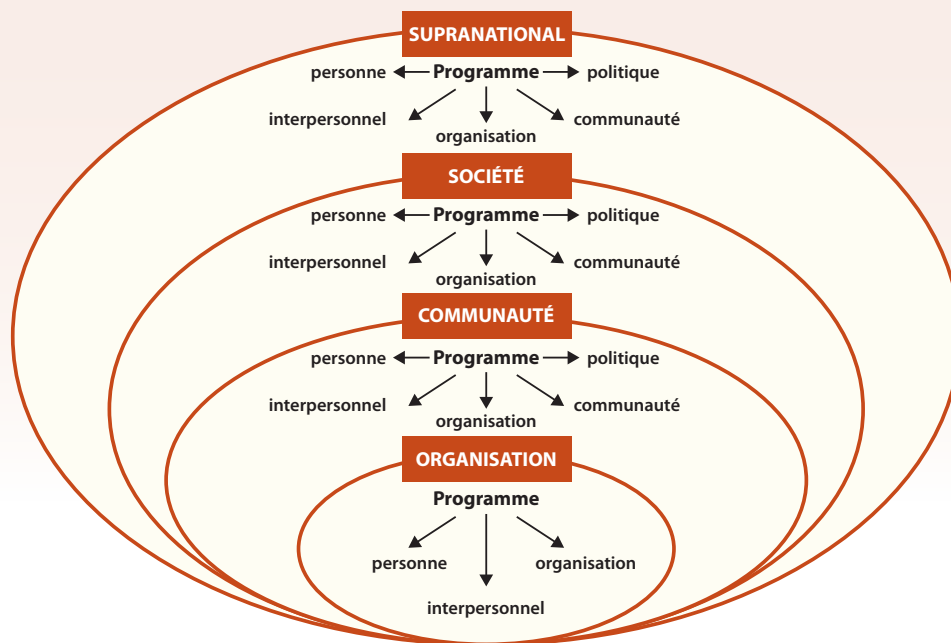 SUPRANATIONAL
personne Programme politique
interpersonnel communauté
organisation
SOCIÉTÉ
personne Programme politique
interpersonnel communauté
organisation
COMMUNAUTÉ
personne Programme politique
interpersonnel communauté
organisation
ORGANISATION
Programme
personne organisation
interpersonnel